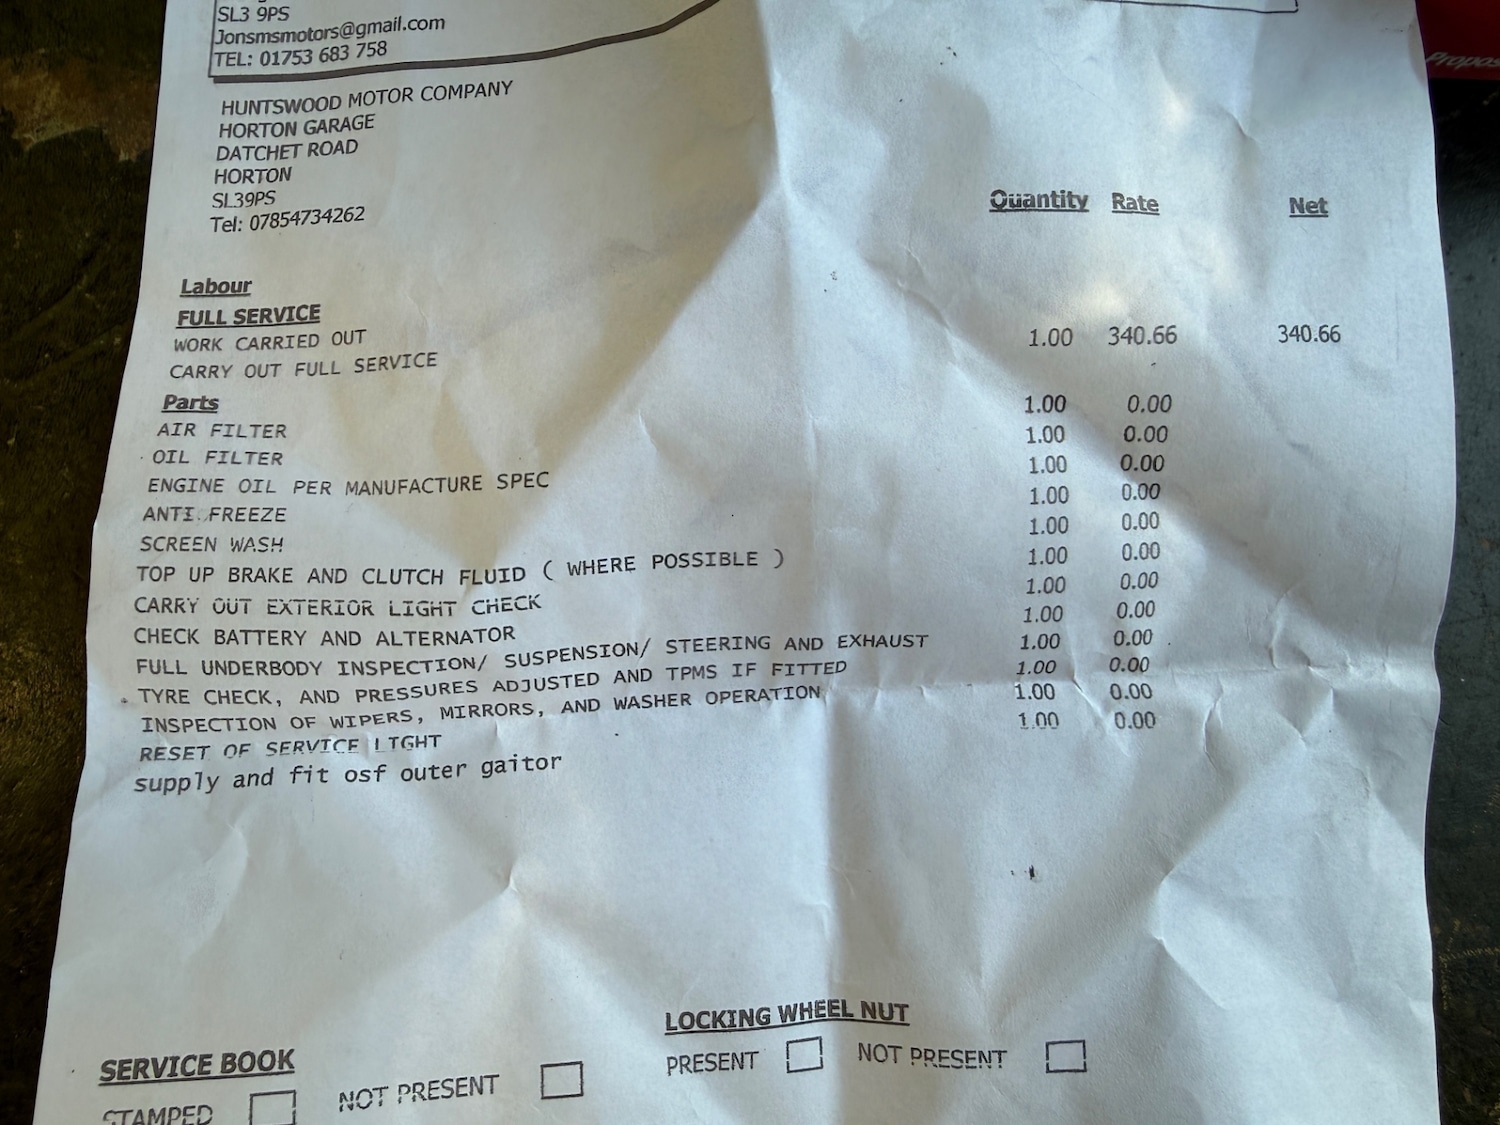 SL3 9PS
Jonsmsmotors@gmail.com
TEL: 01753 683 758
HUNTSWOOD MOTOR COMPANY
HORTON GARAGE
DATCHET ROAD
HORTON
SL39PS
Tel: 07854734262
Quantity Rate Net
Labour
FULL SERVICE
WORK CARRIED OUT 1.00 340.66 340.66
CARRY OUT FULL SERVICE
Parts
AIR FILTER 1.00 0.00
OIL FILTER 1.00 0.00
ENGINE OIL PER MANUFACTURE SPEC 1.00 0.00
ANTI FREEZE 1.00 0.00
SCREEN WASH 1.00 0.00
TOP UP BRAKE AND CLUTCH FLUID ( WHERE POSSIBLE ) 1.00 0.00
CARRY OUT EXTERIOR LIGHT CHECK 1.00 0.00
CHECK BATTERY AND ALTERNATOR 1.00 0.00
FULL UNDERBODY INSPECTION/ SUSPENSION/ STEERING AND EXHAUST 1.00 0.00
TYRE CHECK, AND PRESSURES ADJUSTED AND TPMS IF FITTED 1.00 0.00
INSPECTION OF WIPERS, MIRRORS, AND WASHER OPERATION 1.00 0.00
RESET OF SERVICE LIGHT 1.00 0.00
supply and fit osf outer gaitor
LOCKING WHEEL NUT
PRESENT NOT PRESENT
SERVICE BOOK
STAMPED NOT PRESENT